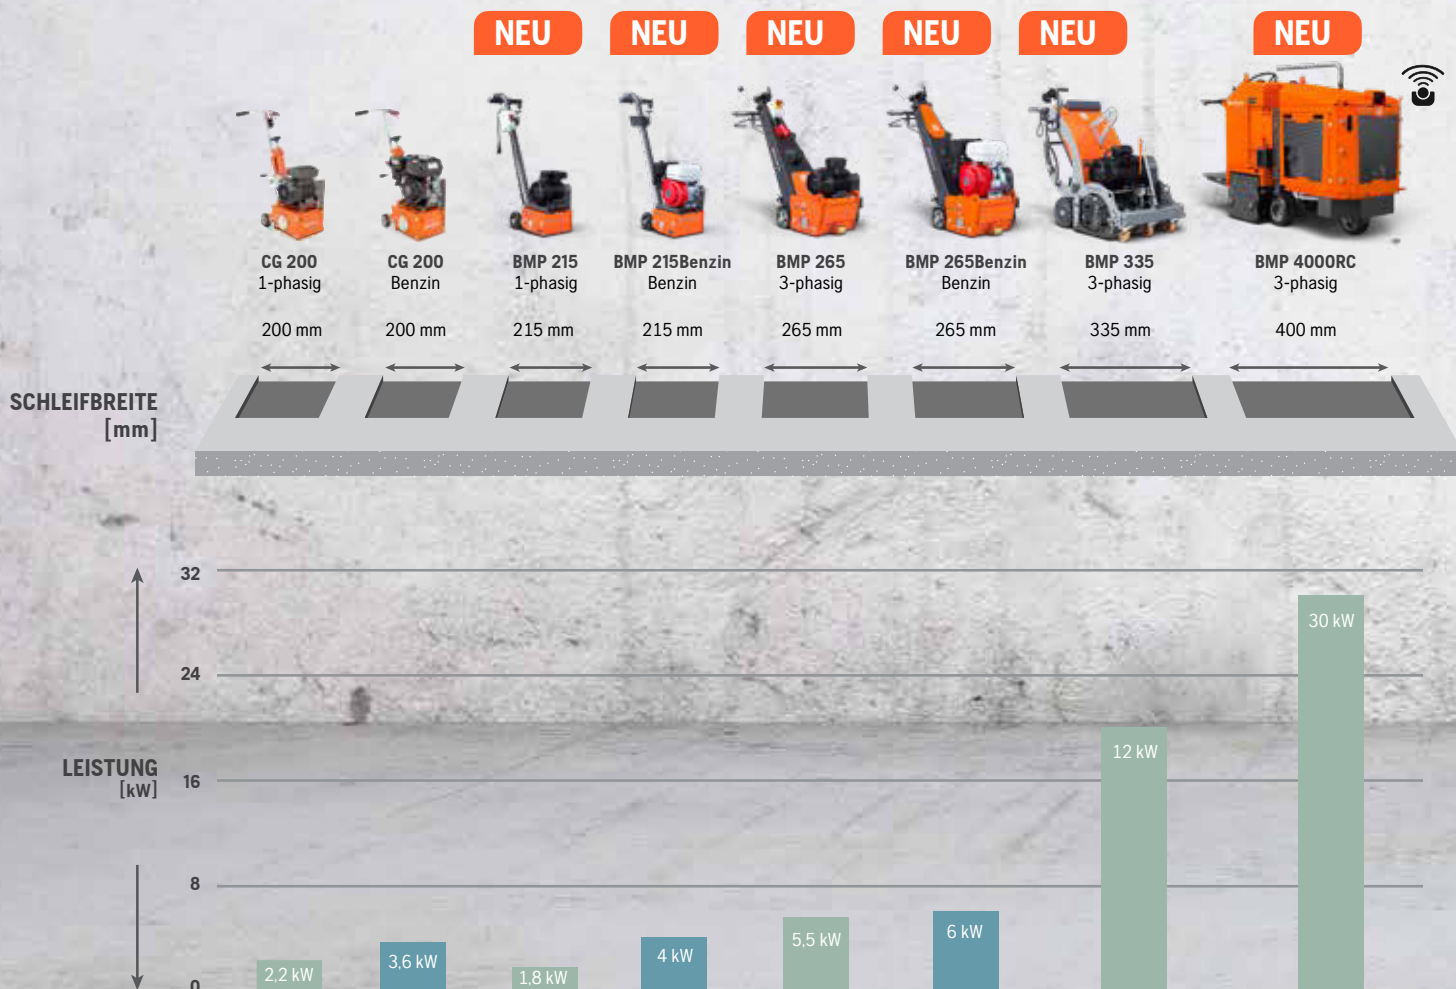 NEU NEU NEU NEU NEU NEU
CG 200 CG 200 BMP 215 BMP 215Benzin BMP 265 BMP 265Benzin BMP 335 BMP 4000RC
1-phasig Benzin 1-phasig Benzin 3-phasig Benzin 3-phasig 3-phasig
200 mm 200 mm 215 mm 215 mm 265 mm 265 mm 335 mm 400 mm
SCHLEIFBREITE
[mm]
32
30 kW
24
12 kW
LEISTUNG
[kW]
16
8
6 kW
5,5 kW
4 kW
3,6 kW
2,2 kW
1,8 kW
0